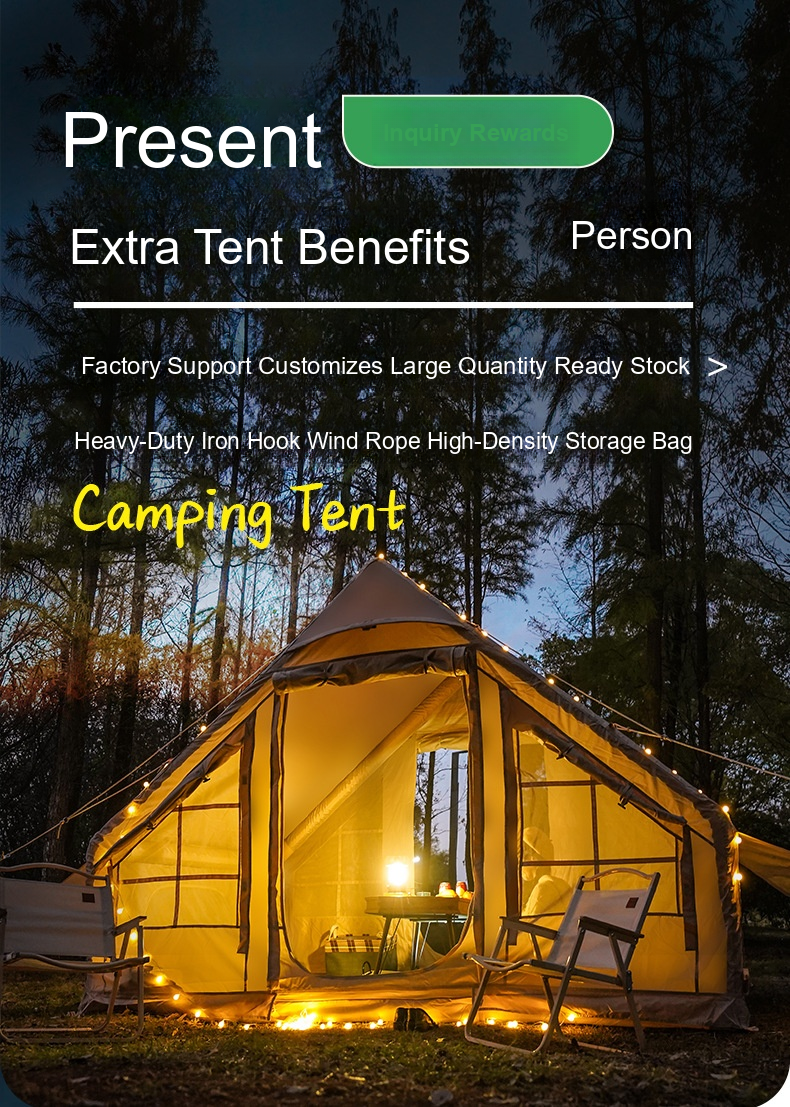 Present
Inquiry Rewards
Extra Tent Benefits
Person
Factory Support Customizes Large Quantity Ready Stock >
Heavy-Duty Iron Hook Wind Rope High-Density Storage Bag
Camping Tent